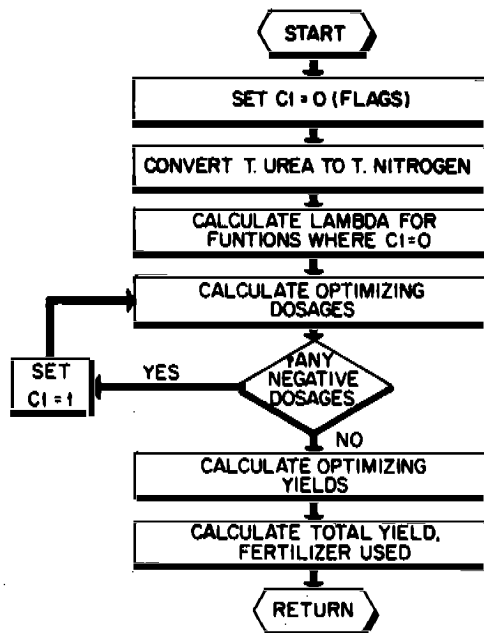 START
SET CI = 0 (FLAGS)
CONVERT T. UREA TO T. NITROGEN
CALCULATE LAMBDA FOR
FUNTIONS WHERE CI=0
CALCULATE OPTIMIZING
DOSAGES
ANY
NEGATIVE
DOSAGES
YES
SET
CI = 1
NO
CALCULATE OPTIMIZING
YIELDS
CALCULATE TOTAL YIELD,
FERTILIZER USED
RETURN